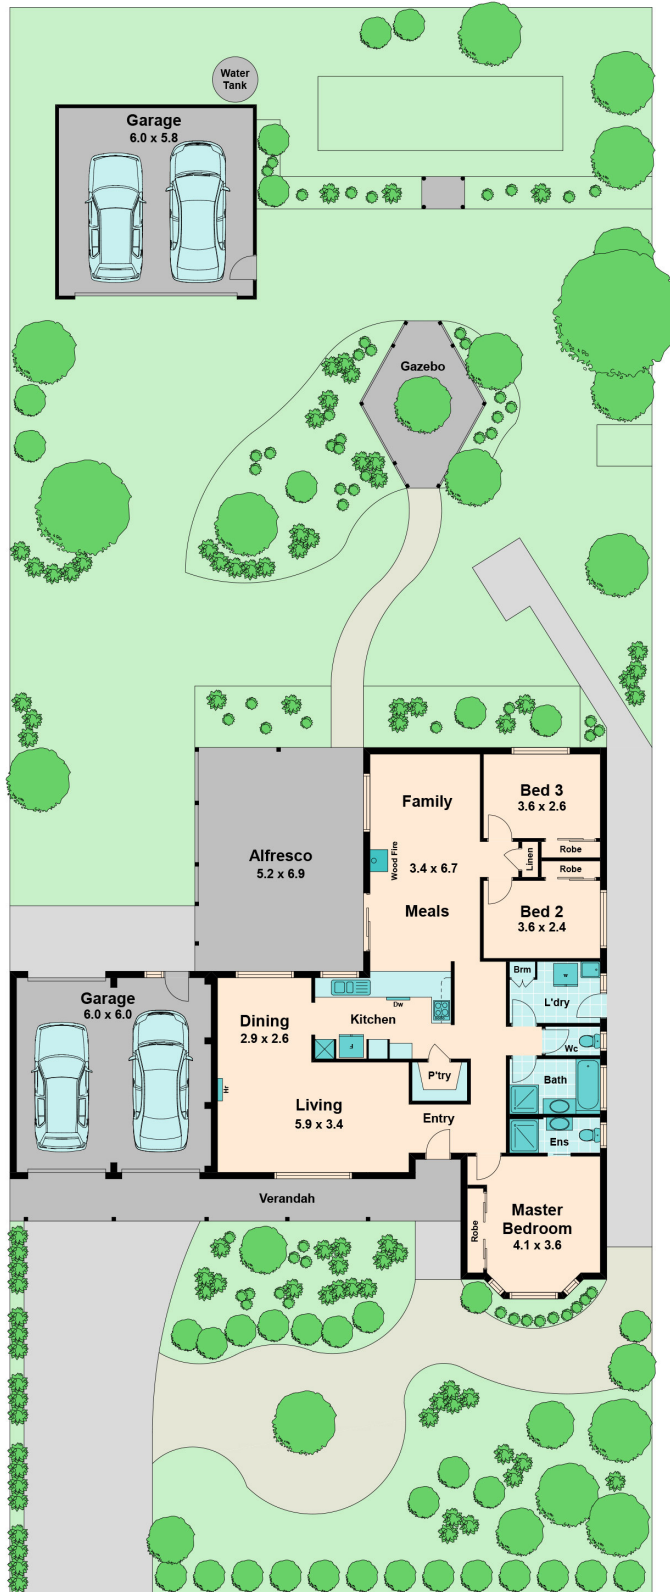 Water
Tank
Garage
6.0 x 5.8
Gazebo
Family
Bed 3
3.6 x 2.6
Robe
Wood Fire
Linen
Alfresco
5.2 x 6.9
3.4 x 6.7
Robe
Meals
Bed 2
3.6 x 2.4
Brm
W
L'dry
Garage
6.0 x 6.0
Dw
Dining
2.9 x 2.6
Kitchen
F
Wc
P'try
Bath
Hr
Living
5.9 x 3.4
Entry
Ens
Verandah
Robe
Master
Bedroom
4.1 x 3.6